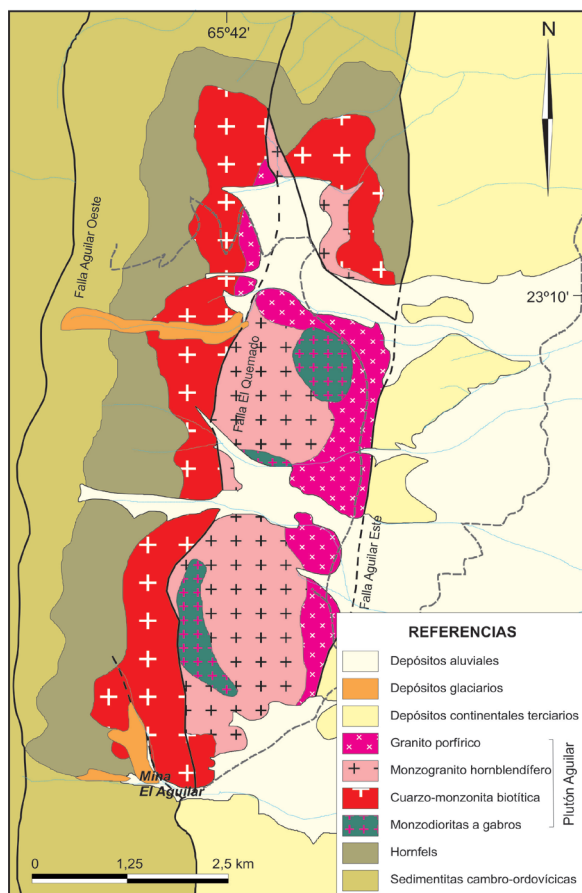 65º42'
N
Falla Aguilar Oeste
23º10'
Falla El Quemado
Falla Aguilar Este
Mina
El Aguilar
0 1,25 2,5 km
REFERENCIAS
Depósitos aluviales
Depósitos glaciarios
Depósitos continentales terciarios
Granito porfírico
Monzogranito hornblendífero
Cuarzo-monzonita biotítica
Monzodioritas a gabros
Plutón Aguilar
Hornfels
Sedimentitas cambro-ordovícicas